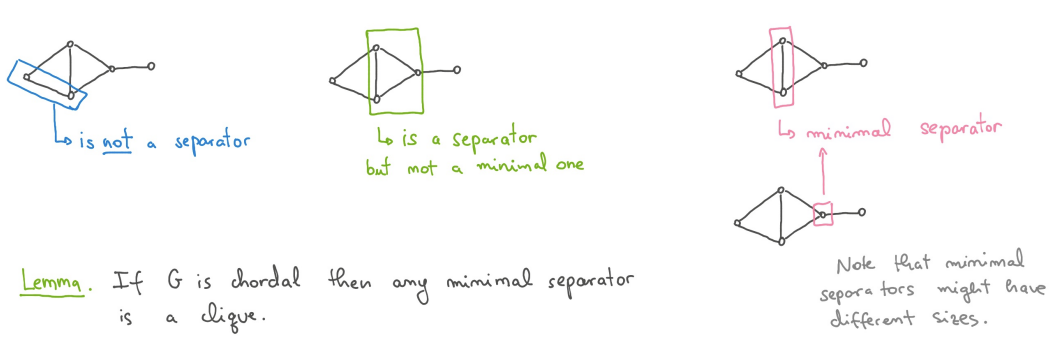 ↳ is not a separator
↳ is a separator
but not a minimal one
↳ minimal separator
Note that minimal
separators might have
different sizes.
Lemma. If G is chordal then any minimal separator
is a clique.